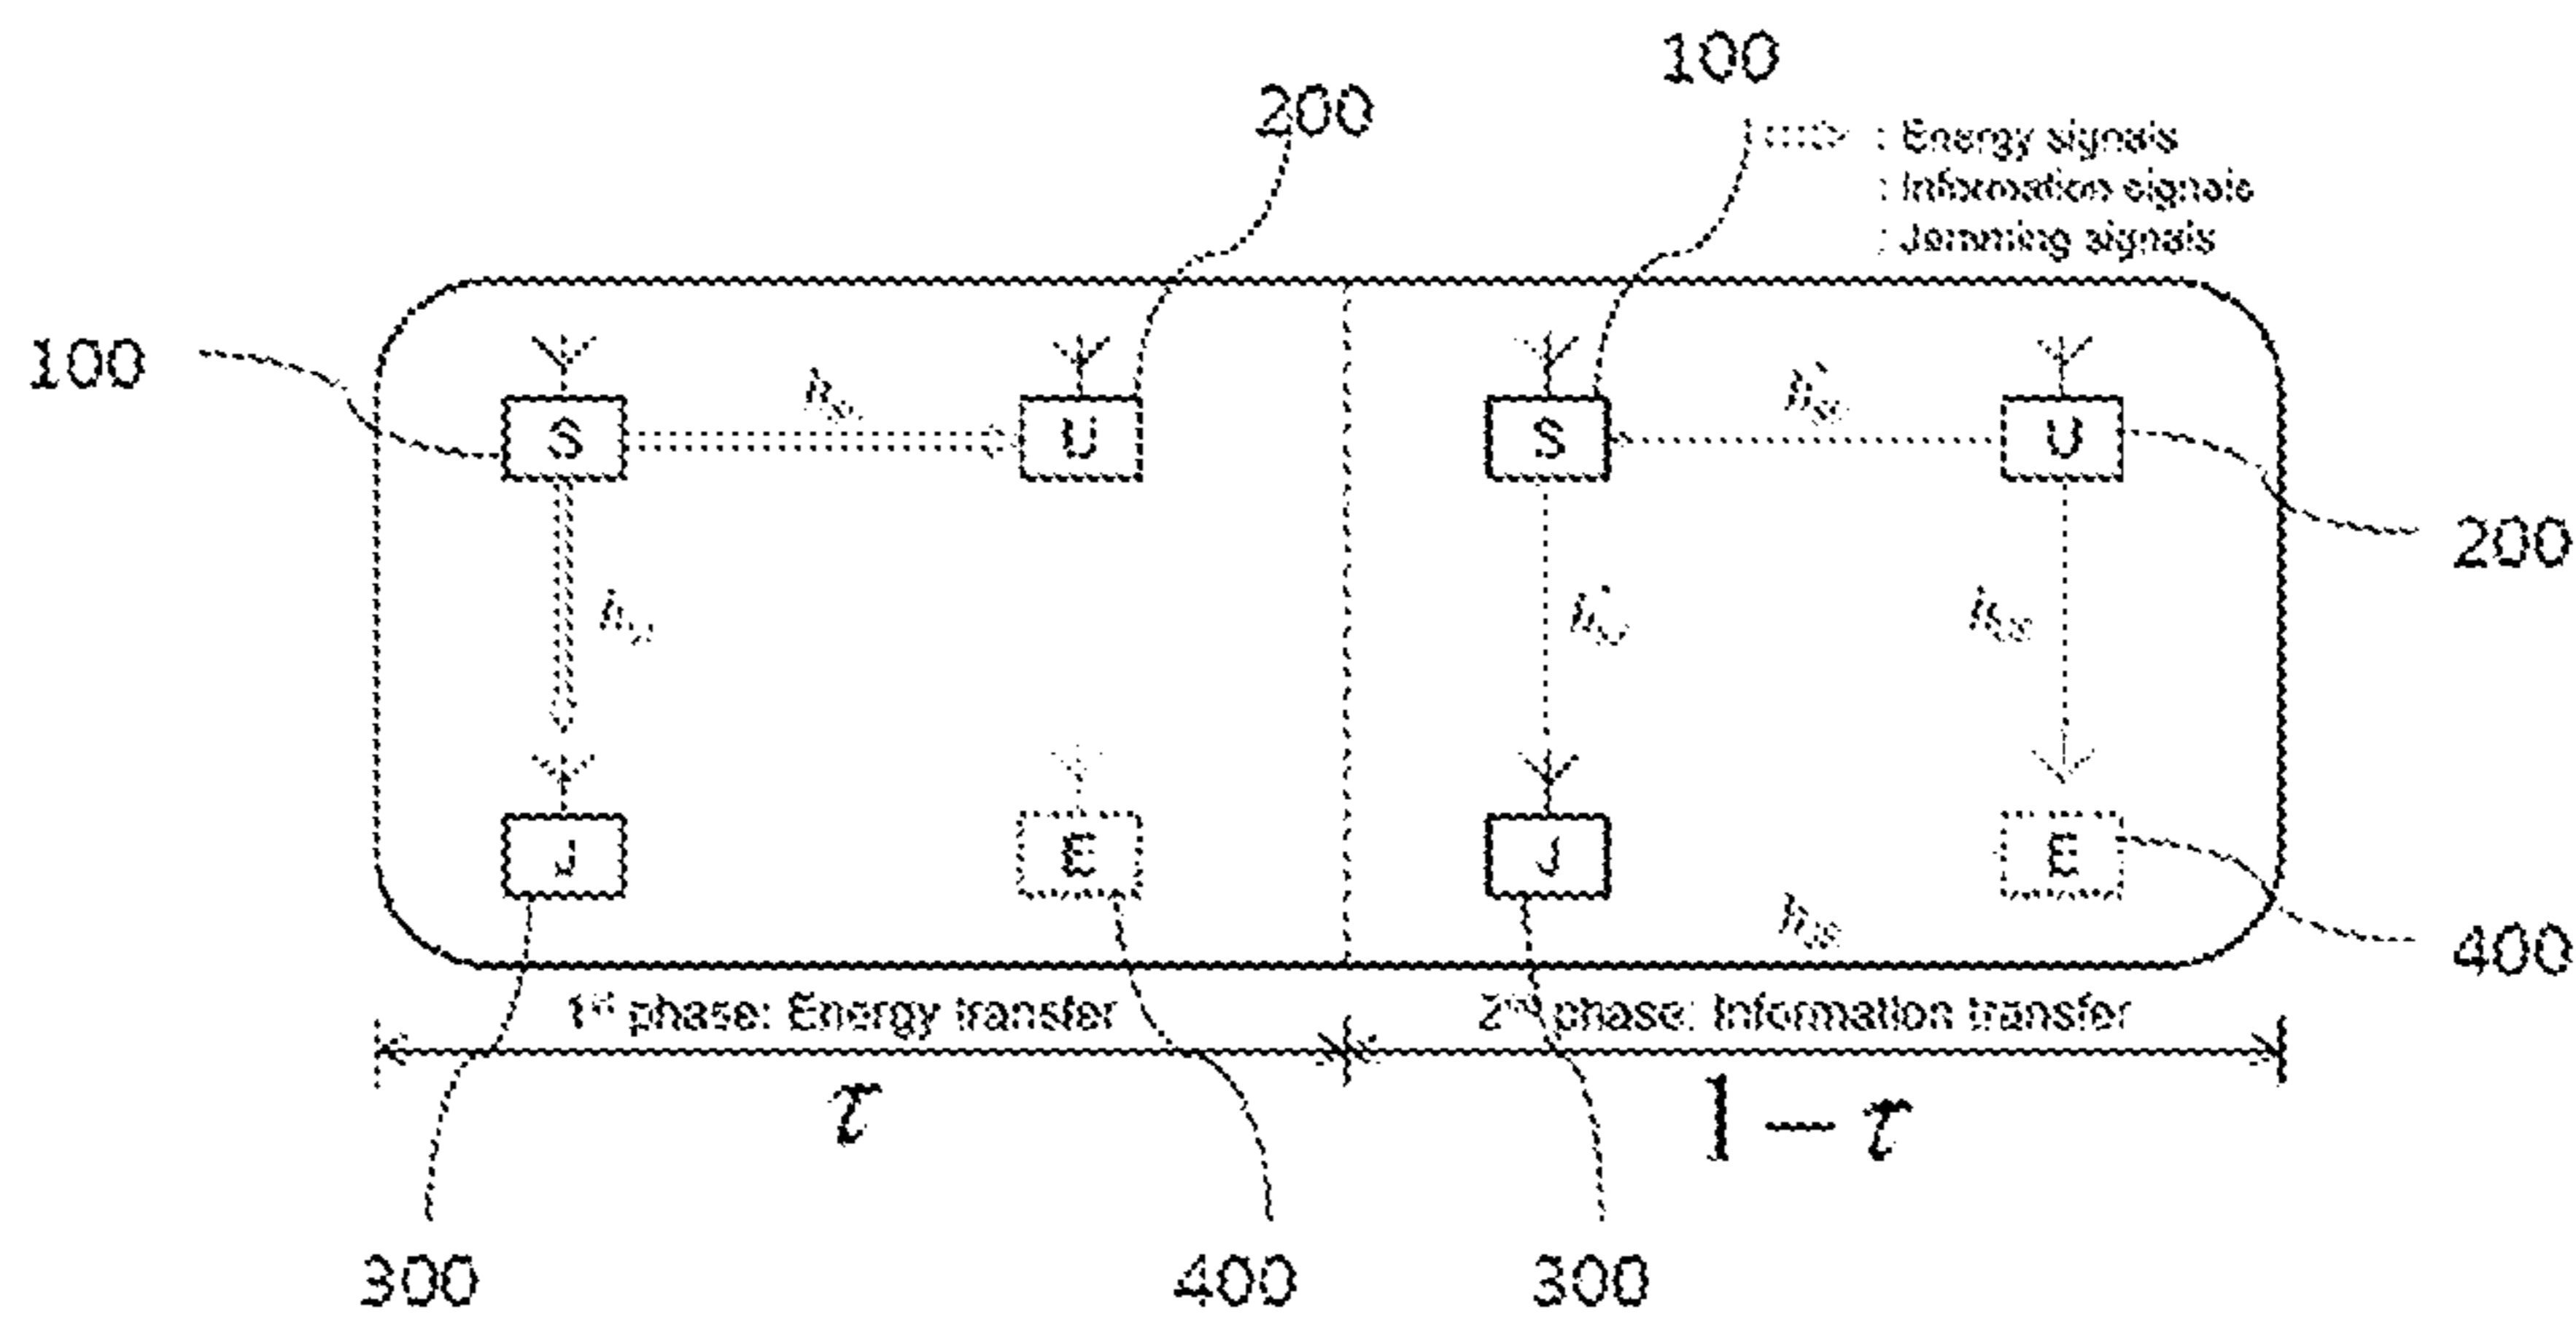 100
200
: Energy signals
: Information signals
: Jamming signals
100
S
U
S
U
200
J
E
J
E
400
1st phase: Energy transfer
2nd phase: Information transfer
τ
1−τ
300
400
300